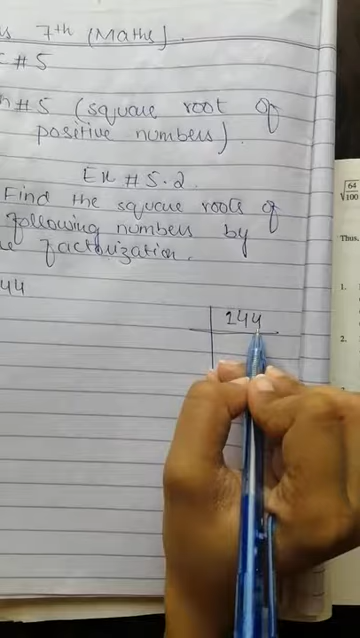 7th (Maths).
# 5
# 5 (square root of
positive numbers).
Ex # 5.2.
Find the square roots of
following numbers by
factorization.
44
144
√64
100
Thus,
1.
2.